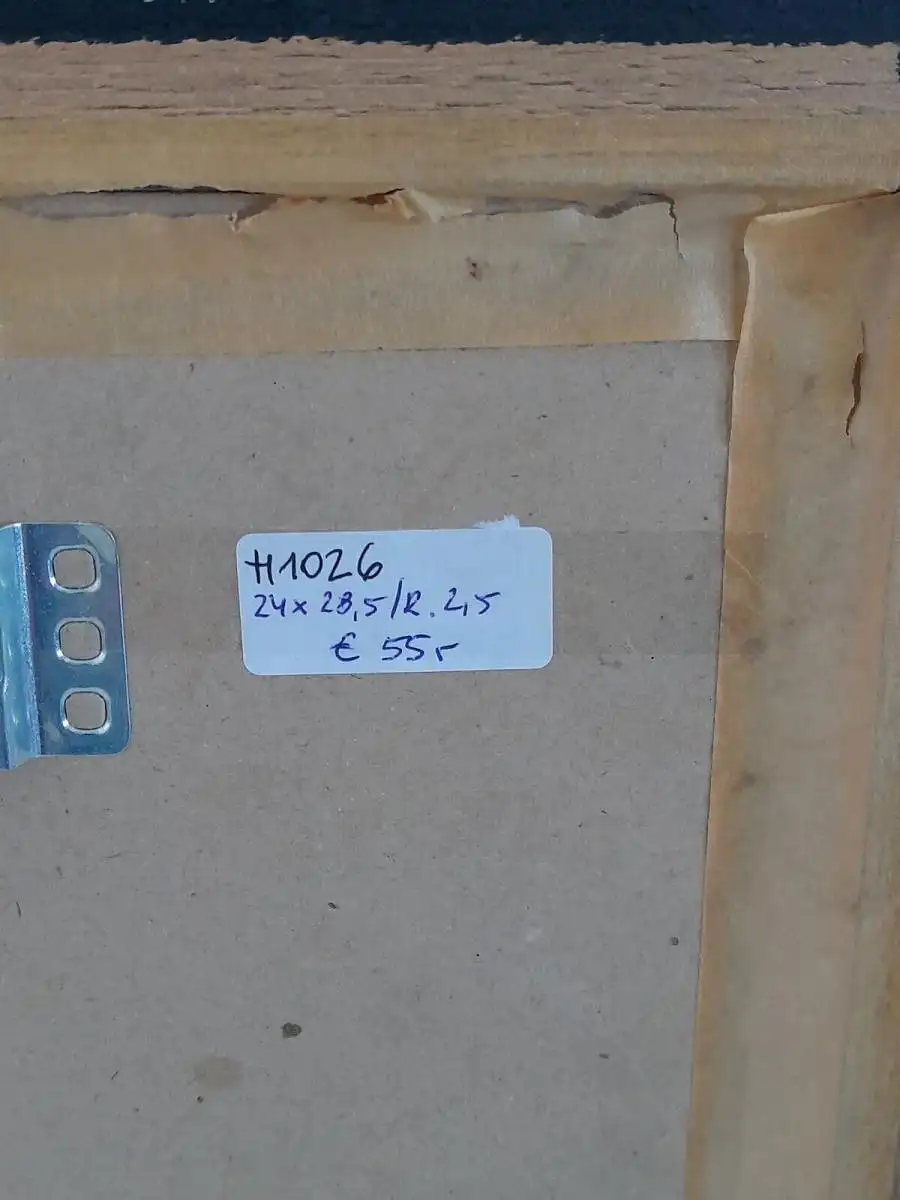 H1026
24x28,5/R. 2,5
€ 55,-